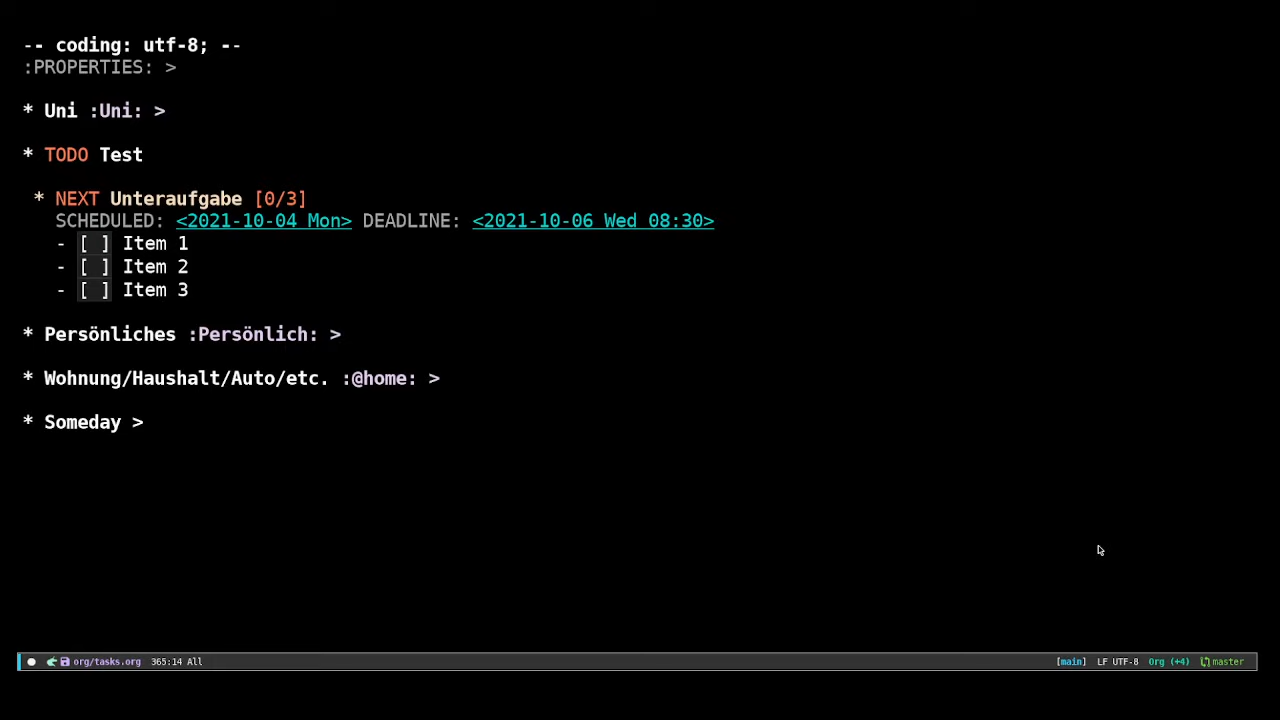 -- coding: utf-8; --
:PROPERTIES: >
* Uni :Uni: >
* TODO Test
* NEXT Unteraufgabe [0/3]
SCHEDULED: <2021-10-04 Mon> DEADLINE: <2021-10-06 Wed 08:30>
- [ ] Item 1
- [ ] Item 2
- [ ] Item 3
* Persönliches :Persönlich: >
* Wohnung/Haushalt/Auto/etc. :@home: >
* Someday >
org/tasks.org 365:14 All [main] LF UTF-8 Org (+4) master